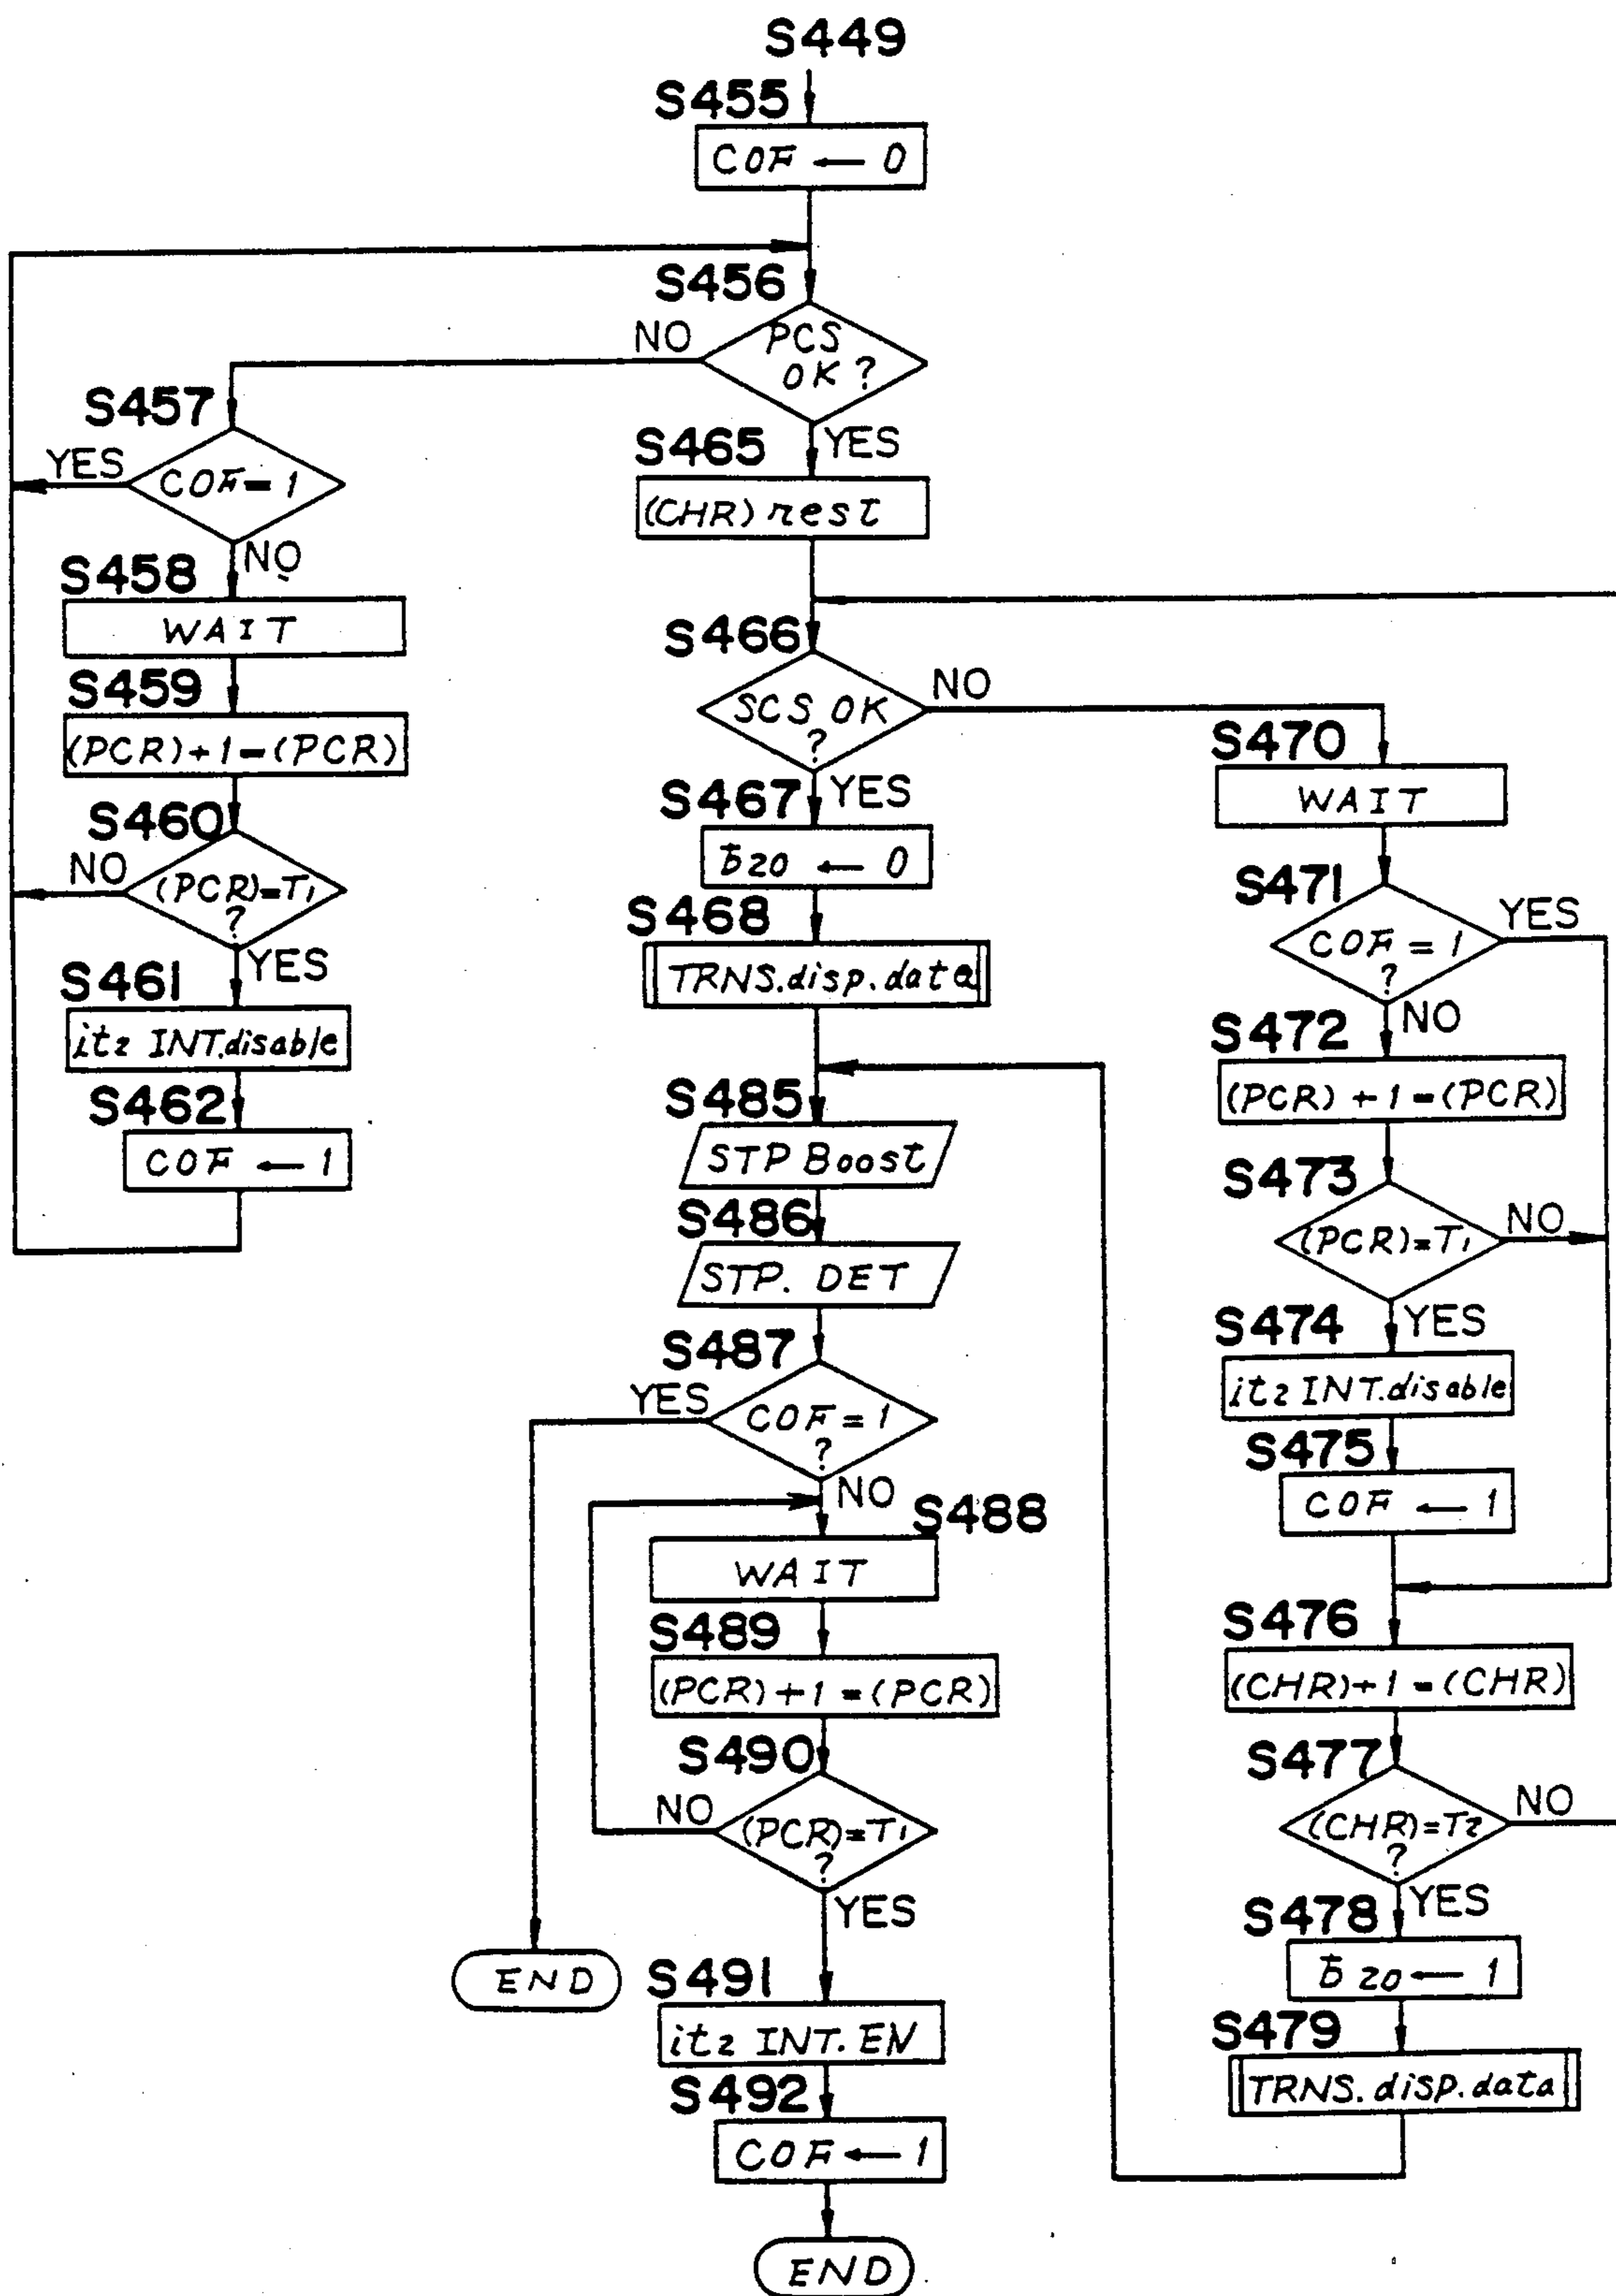 S449
S455
COF ← 0
S456
PCS
OK ?
NO
YES
S457
COF = 1
YES
NO
S458
WAIT
S459
(PCR)+1-(PCR)
S460
(PCR)=T1
?
NO
YES
S461
itz INT.disable
S462
COF ← 1
S465
(CHR) rest
S466
SCS OK
?
NO
YES
S467
b20 ← 0
S468
TRNS.disp.data
S485
STP Boost
S486
STP. DET
S487
COF = 1
?
YES
NO
S488
WAIT
S489
(PCR)+1=(PCR)
S490
(PCR)=T1
?
NO
YES
END
S491
itz INT. EN
S492
COF ← 1
END
S470
WAIT
S471
COF = 1
?
YES
NO
S472
(PCR) +1-(PCR)
S473
(PCR)=T1
NO
YES
S474
itz INT.disable
S475
COF ← 1
S476
(CHR)+1-(CHR)
S477
(CHR)=T2
?
NO
YES
S478
b20 ← 1
S479
TRNS.disp.data